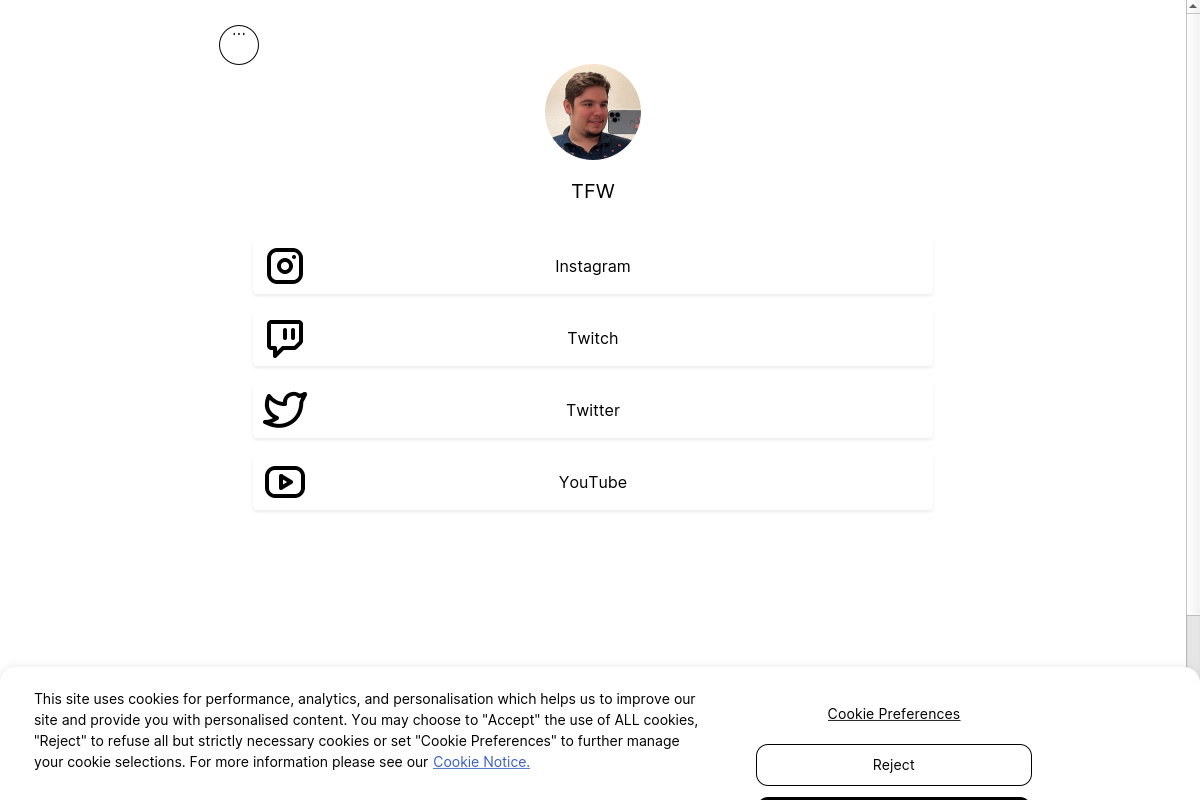 ...
TFW
Instagram
Twitch
Twitter
YouTube
This site uses cookies for performance, analytics, and personalisation which helps us to improve our
site and provide you with personalised content. You may choose to "Accept" the use of ALL cookies,
"Reject" to refuse all but strictly necessary cookies or set "Cookie Preferences" to further manage
your cookie selections. For more information please see our Cookie Notice.
Cookie Preferences
Reject